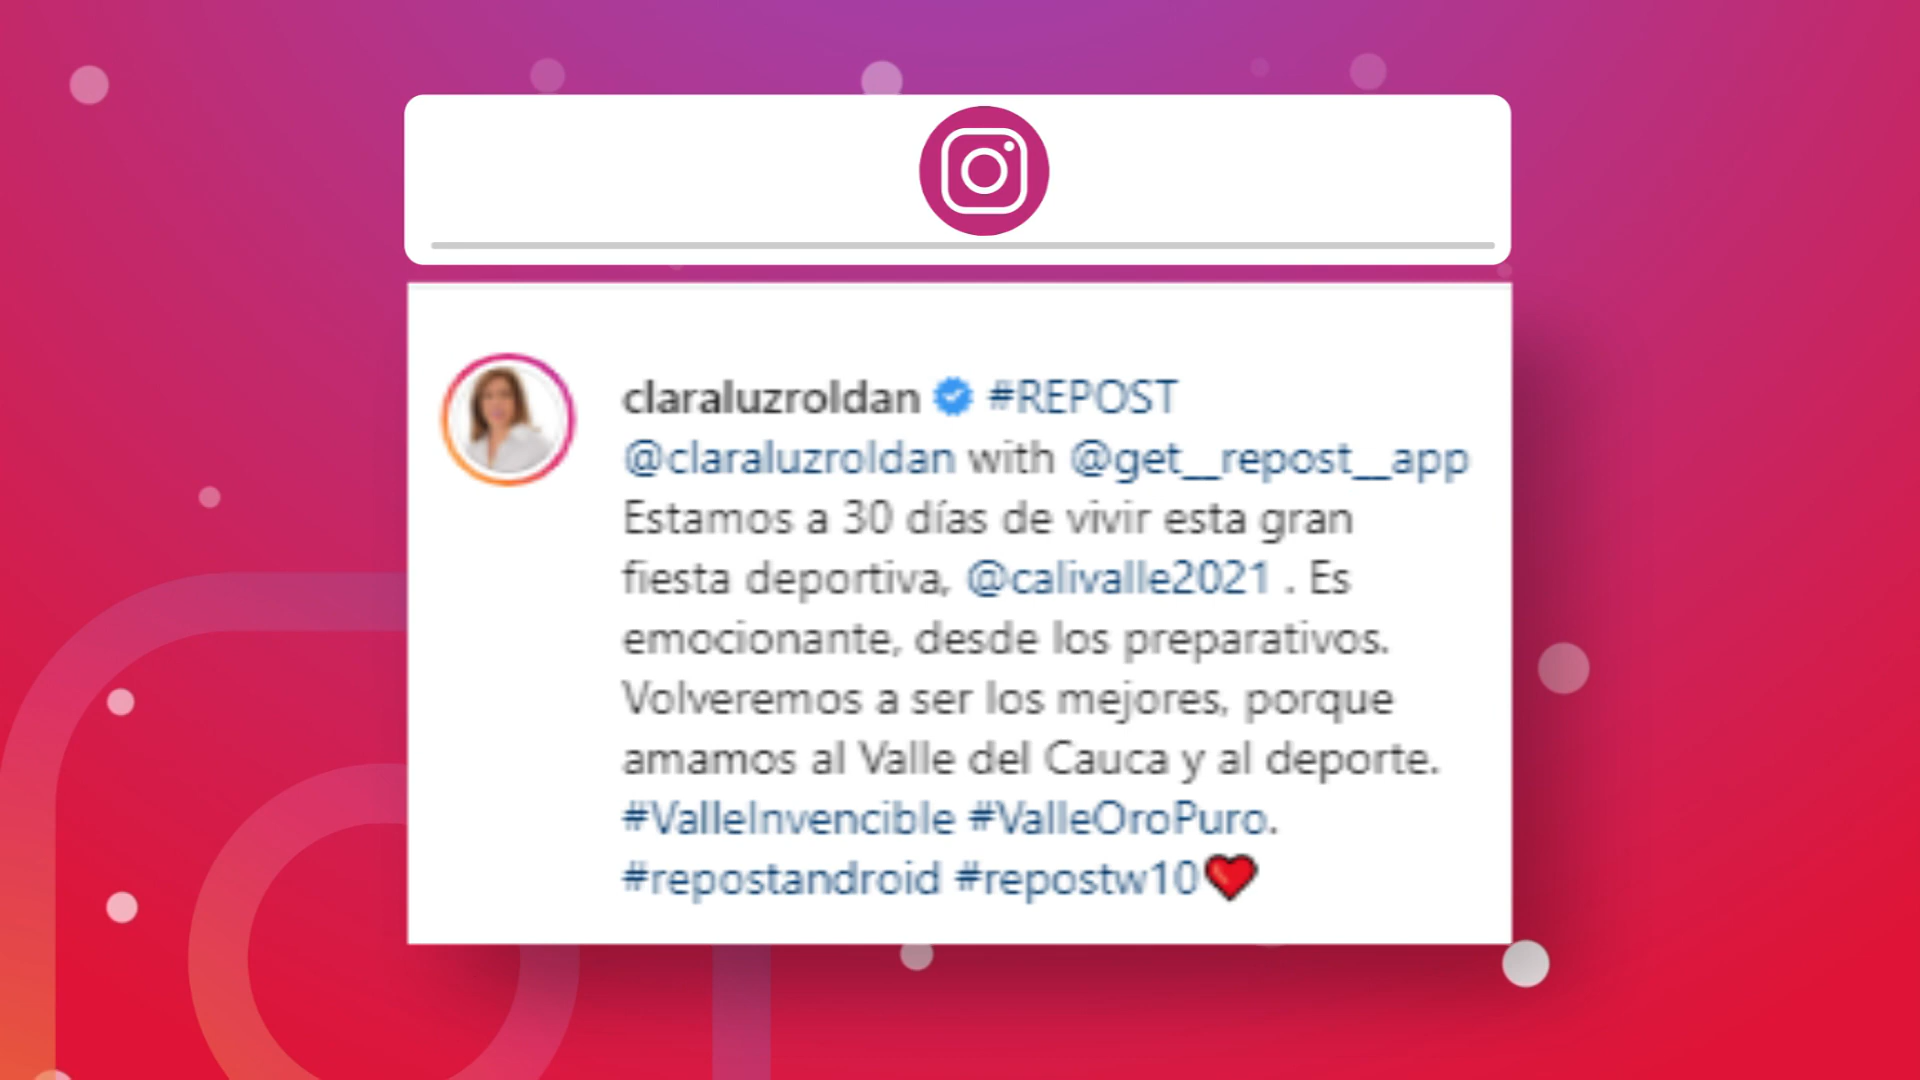 claraluzroldan #REPOST
@claraluzroldan with @get__repost__app
Estamos a 30 días de vivir esta gran
fiesta deportiva, @calivalle2021 . Es
emocionante, desde los preparativos.
Volveremos a ser los mejores, porque
amamos al Valle del Cauca y al deporte.
#ValleInvencible #ValleOroPuro.
#repostandroid #repostw10❤️